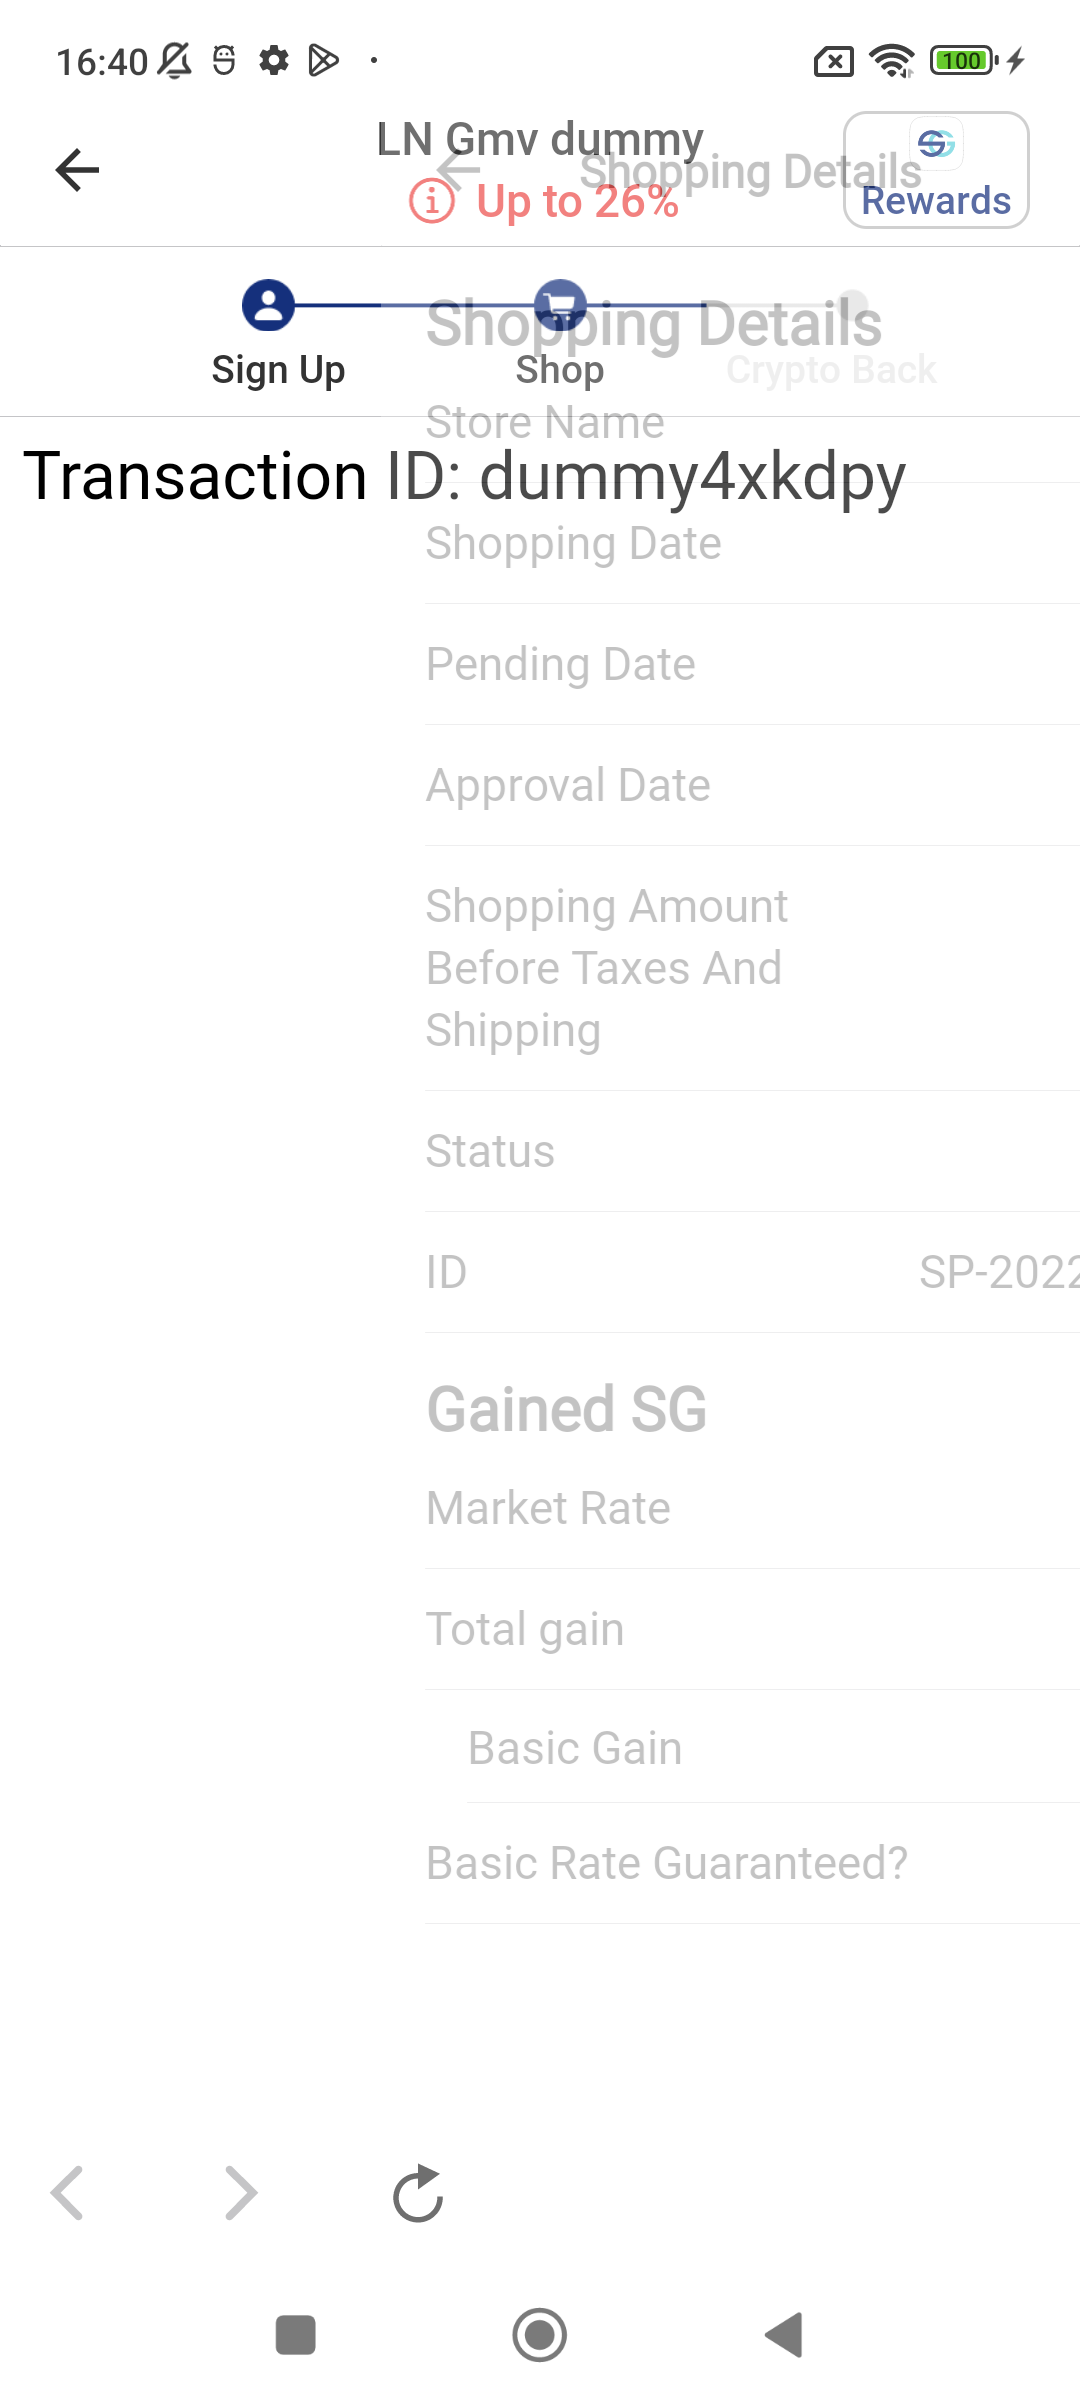 16:40
100
LN Gmv dummy
Shopping Details
Up to 26%
Rewards
Shopping Details
Sign Up
Shop
Crypto Back
Store Name
Transaction ID: dummy4xkdpy
Shopping Date
Pending Date
Approval Date
Shopping Amount
Before Taxes And
Shipping
Status
ID SP-2022
Gained SG
Market Rate
Total gain
Basic Gain
Basic Rate Guaranteed?